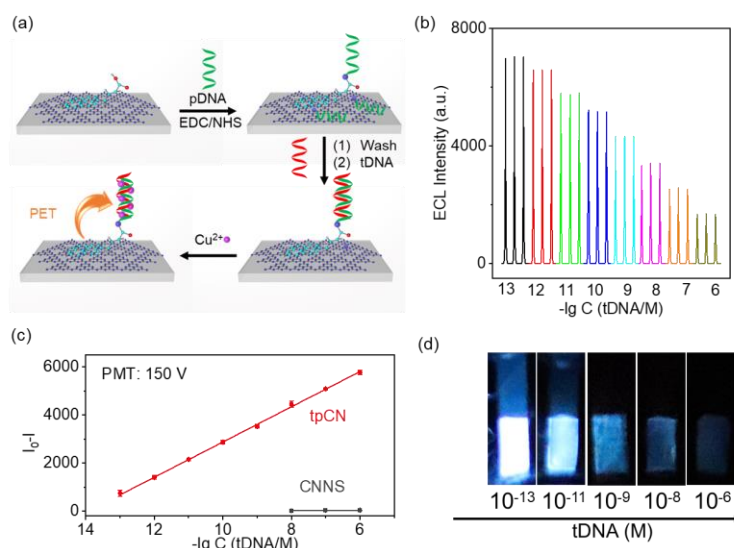 (a)
pDNA
EDC/NHS
(1) Wash
(2) tDNA
PET
Cu²⁺
(b)
ECL Intensity (a.u.)
8000
4000
0
13 12 11 10 9 8 7 6
-lg C (tDNA/M)
(c)
PMT: 150 V
tpCN
CNNS
I₀-I
6000
4000
2000
0
14 12 10 8 6
-lg C (tDNA/M)
(d)
10⁻¹³ 10⁻¹¹ 10⁻⁹ 10⁻⁸ 10⁻⁶
tDNA (M)